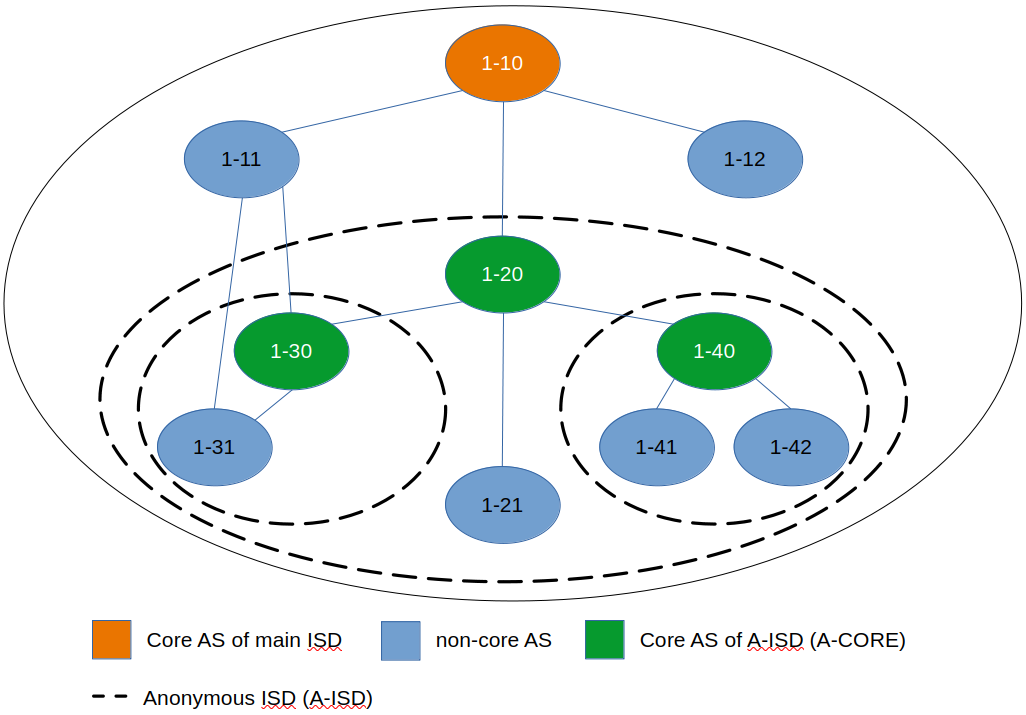 1-10
1-11
1-12
1-20
1-30
1-40
1-31
1-41
1-42
1-21
Core AS of main ISD
non-core AS
Core AS of A-ISD (A-CORE)
Anonymous ISD (A-ISD)